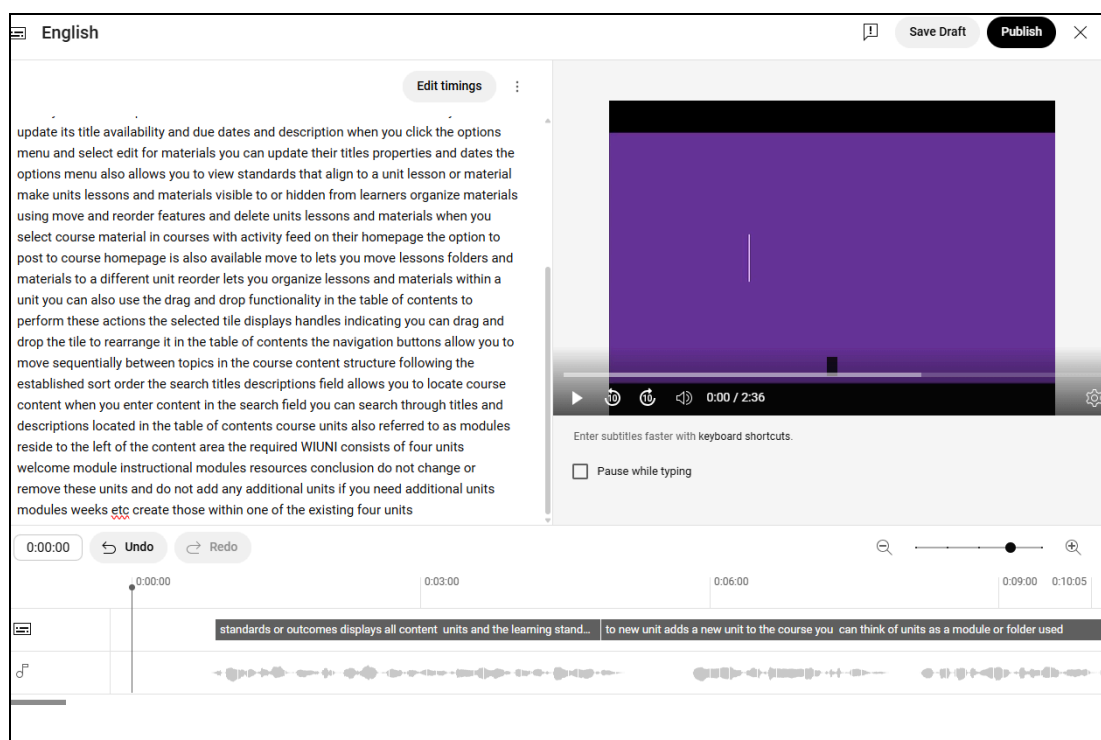 English
Save Draft
Publish
Edit timings
update its title availability and due dates and description when you click the options
menu and select edit for materials you can update their titles properties and dates the
options menu also allows you to view standards that align to a unit lesson or material
make units lessons and materials visible to or hidden from learners organize materials
using move and reorder features and delete units lessons and materials when you
select course material in courses with activity feed on their homepage the option to
post to course homepage is also available move to lets you move lessons folders and
materials to a different unit reorder lets you organize lessons and materials within a
unit you can also use the drag and drop functionality in the table of contents to
perform these actions the selected tile displays handles indicating you can drag and
drop the tile to rearrange it in the table of contents the navigation buttons allow you to
move sequentially between topics in the course content structure following the
established sort order the search titles descriptions field allows you to locate course
content when you enter content in the search field you can search through titles and
descriptions located in the table of contents course units also referred to as modules
reside to the left of the content area the required WIUNI consists of four units
welcome module instructional modules resources conclusion do not change or
remove these units and do not add any additional units if you need additional units
modules weeks etc create those within one of the existing four units
10
10
0:00 / 2:36
Enter subtitles faster with keyboard shortcuts.
Pause while typing
0:00:00
Undo
Redo
0:00:00
0:03:00
0:06:00
0:09:00
0:10:05
standards or outcomes displays all content units and the learning stand...
to new unit adds a new unit to the course you can think of units as a module or folder used